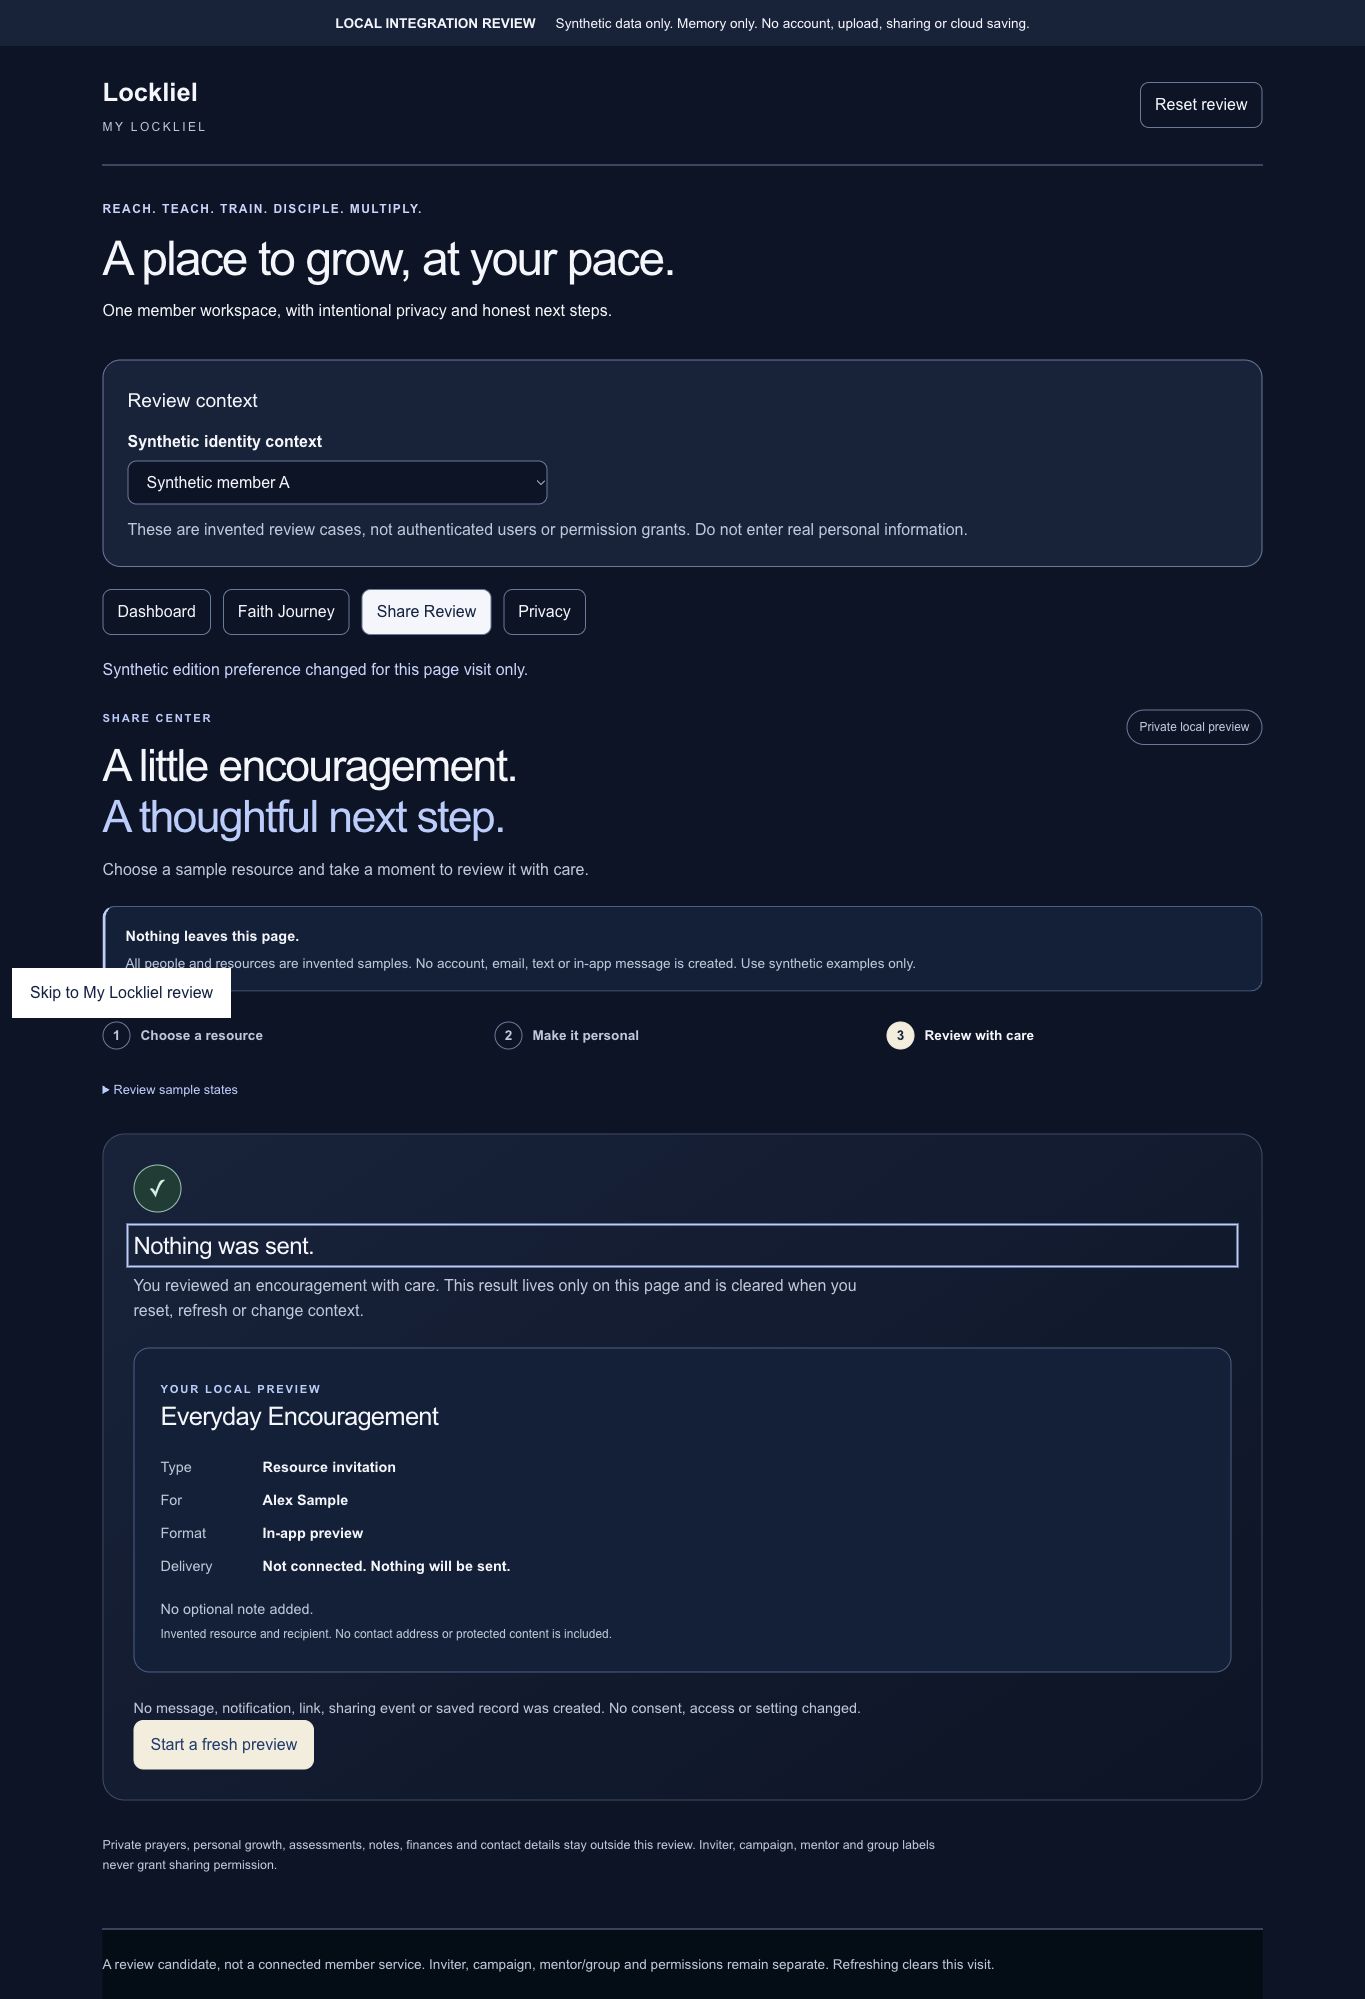 LOCAL INTEGRATION REVIEW Synthetic data only. Memory only. No account, upload, sharing or cloud saving.
Lockliel
MY LOCKLIEL
Reset review
REACH. TEACH. TRAIN. DISCIPLE. MULTIPLY.
A place to grow, at your pace.
One member workspace, with intentional privacy and honest next steps.
Review context
Synthetic identity context
Synthetic member A
These are invented review cases, not authenticated users or permission grants. Do not enter real personal information.
Dashboard Faith Journey Share Review Privacy
Synthetic edition preference changed for this page visit only.
SHARE CENTER
Private local preview
A little encouragement.
A thoughtful next step.
Choose a sample resource and take a moment to review it with care.
Nothing leaves this page.
All people and resources are invented samples. No account, email, text or in-app message is created. Use synthetic examples only.
Skip to My Lockliel review
1 Choose a resource 2 Make it personal 3 Review with care
Review sample states
Nothing was sent.
You reviewed an encouragement with care. This result lives only on this page and is cleared when you
reset, refresh or change context.
YOUR LOCAL PREVIEW
Everyday Encouragement
Type Resource invitation
For Alex Sample
Format In-app preview
Delivery Not connected. Nothing will be sent.
No optional note added.
Invented resource and recipient. No contact address or protected content is included.
No message, notification, link, sharing event or saved record was created. No consent, access or setting changed.
Start a fresh preview
Private prayers, personal growth, assessments, notes, finances and contact details stay outside this review. Inviter, campaign, mentor and group labels
never grant sharing permission.
A review candidate, not a connected member service. Inviter, campaign, mentor/group and permissions remain separate. Refreshing clears this visit.